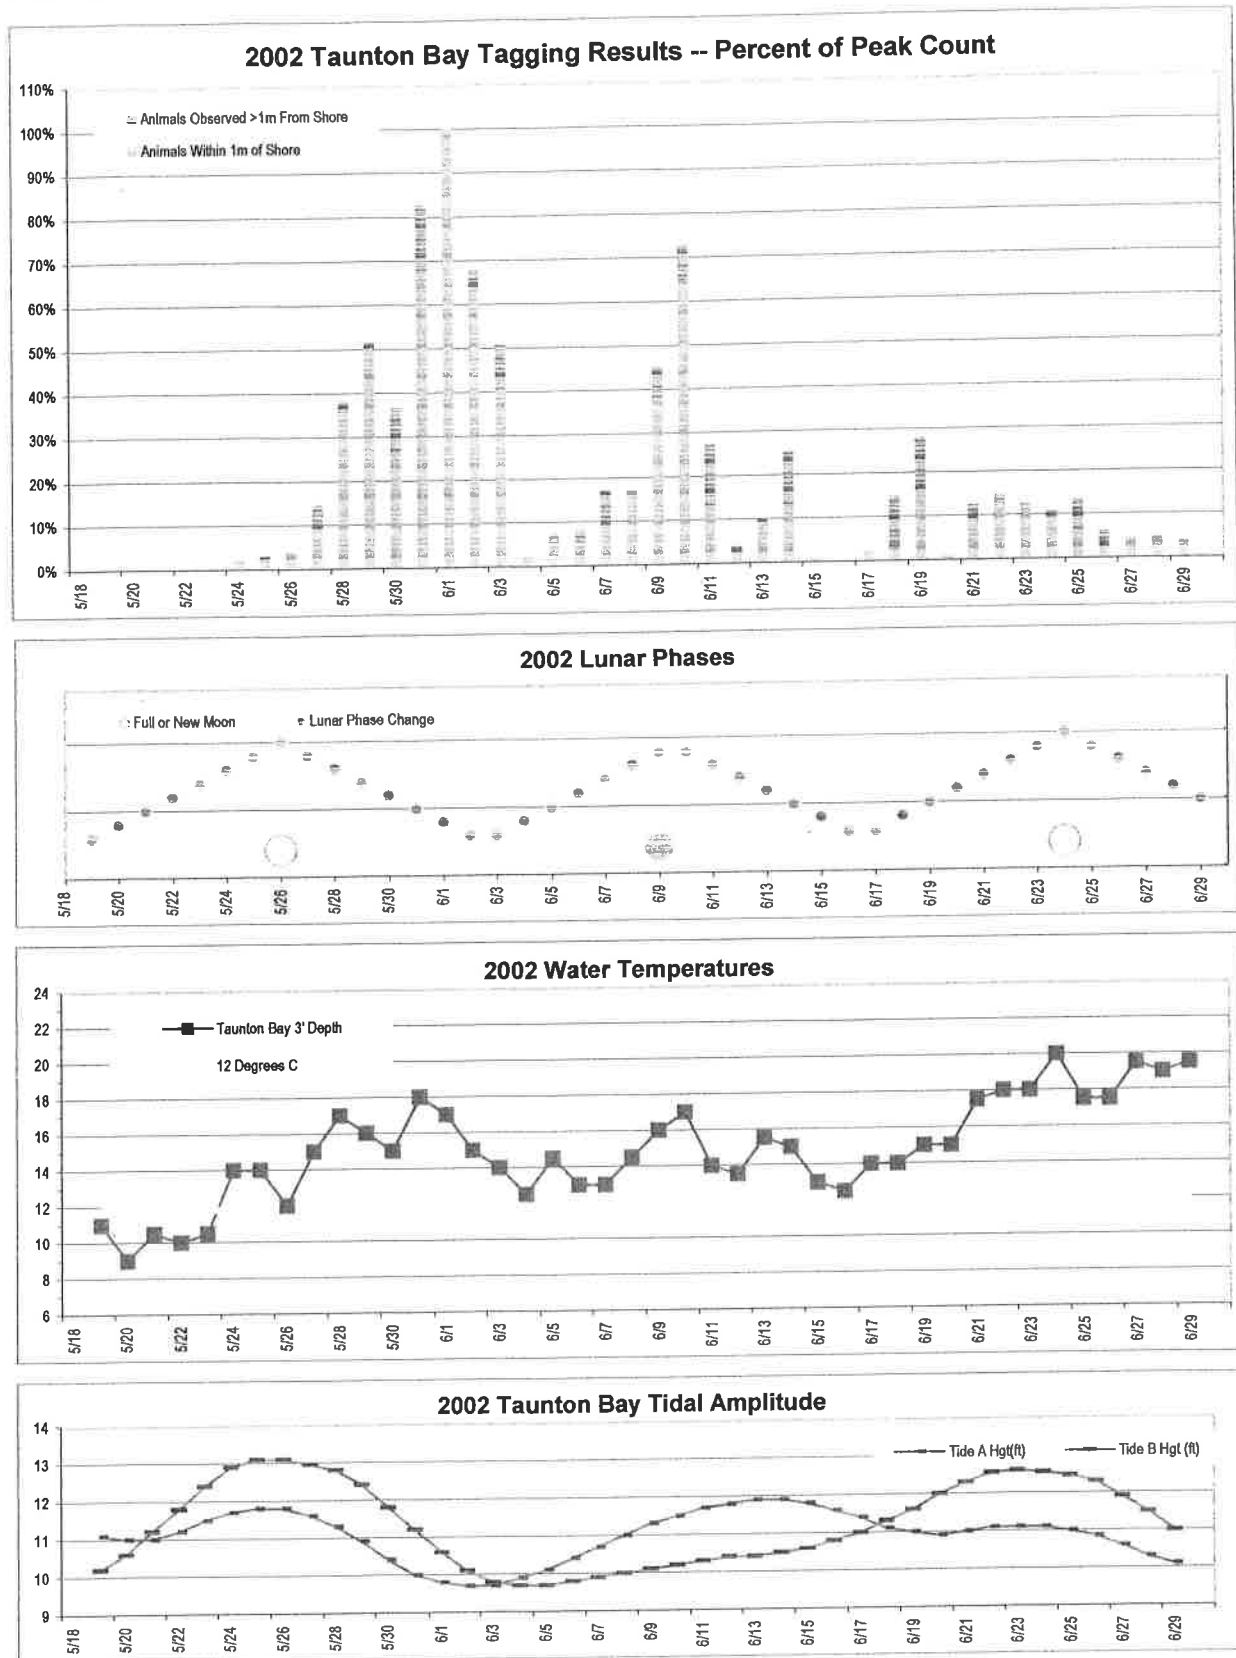 2002 Taunton Bay Tagging Results -- Percent of Peak Count
110%
100%
90%
80%
70%
60%
50%
40%
30%
20%
10%
0%
Animals Observed >1m From Shore
Animals Within 1m of Shore
5/18 5/20 5/22 5/24 5/26 5/28 5/30 6/1 6/3 6/5 6/7 6/9 6/11 6/13 6/15 6/17 6/19 6/21 6/23 6/25 6/27 6/29
2002 Lunar Phases
Full or New Moon Lunar Phase Change
5/18 5/20 5/22 5/24 5/26 5/28 5/30 6/1 6/3 6/5 6/7 6/9 6/11 6/13 6/15 6/17 6/19 6/21 6/23 6/25 6/27 6/29
2002 Water Temperatures
24
22
20
18
16
14
12
10
8
6
Taunton Bay 3' Depth
12 Degrees C
5/18 5/20 5/22 5/24 5/26 5/28 5/30 6/1 6/3 6/5 6/7 6/9 6/11 6/13 6/15 6/17 6/19 6/21 6/23 6/25 6/27 6/29
2002 Taunton Bay Tidal Amplitude
14
13
12
11
10
9
Tide A Hgt(ft) Tide B Hgt (ft)
5/18 5/20 5/22 5/24 5/26 5/28 5/30 6/1 6/3 6/5 6/7 6/9 6/11 6/13 6/15 6/17 6/19 6/21 6/23 6/25 6/27 6/29